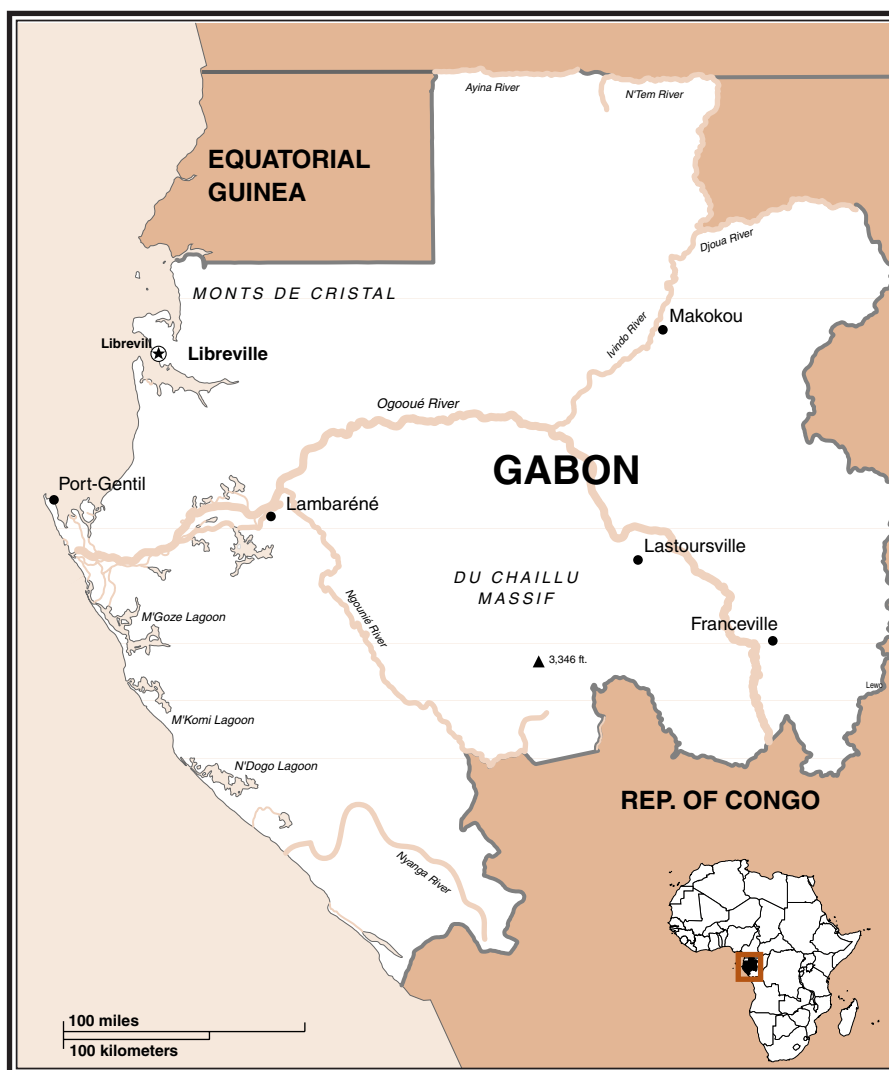 Ayina River
N'Tem River
EQUATORIAL
GUINEA
Djoua River
MONTS DE CRISTAL
Makokou
Ivindo River
Librevill
Libreville
Ogooué River
GABON
Port-Gentil
Lambaréné
Lastoursville
DU CHAILLU
MASSIF
Ngounié River
M'Goze Lagoon
Franceville
3,346 ft.
Lewo
M'Komi Lagoon
N'Dogo Lagoon
REP. OF CONGO
Nyanga River
100 miles
100 kilometers